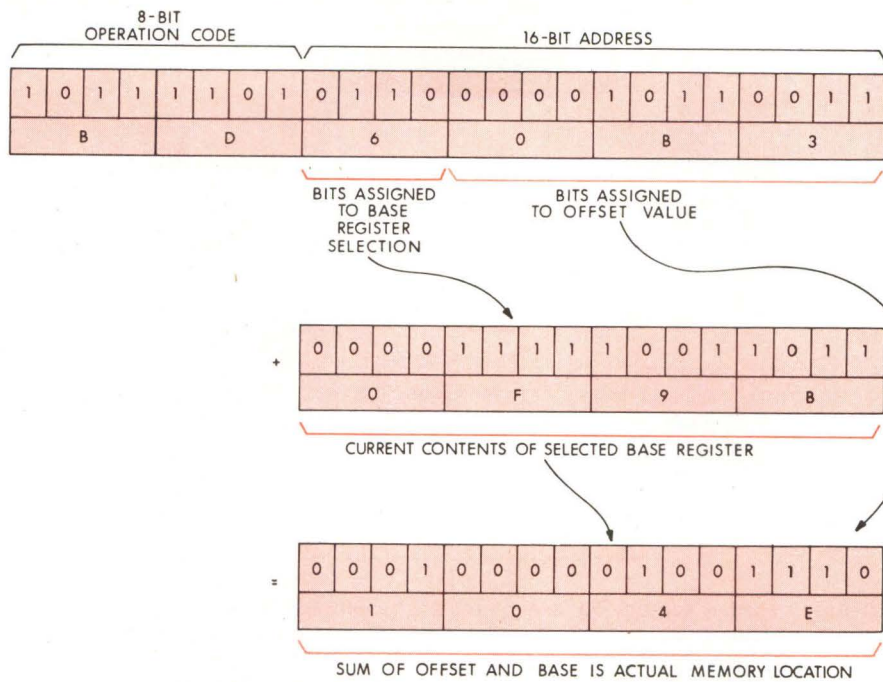 8-BIT
OPERATION CODE
16-BIT ADDRESS
1 0 1 1 1 1 0 1 0 1 1 0 0 0 0 0 1 0 1 1 0 0 1 1
B D 6 0 B 3
BITS ASSIGNED
TO BASE
REGISTER
SELECTION
BITS ASSIGNED
TO OFFSET VALUE
+ 0 0 0 0 1 1 1 1 1 0 0 1 1 0 1 1
0 F 9 B
CURRENT CONTENTS OF SELECTED BASE REGISTER
= 0 0 0 1 0 0 0 0 0 1 0 0 1 1 1 0
1 0 4 E
SUM OF OFFSET AND BASE IS ACTUAL MEMORY LOCATION